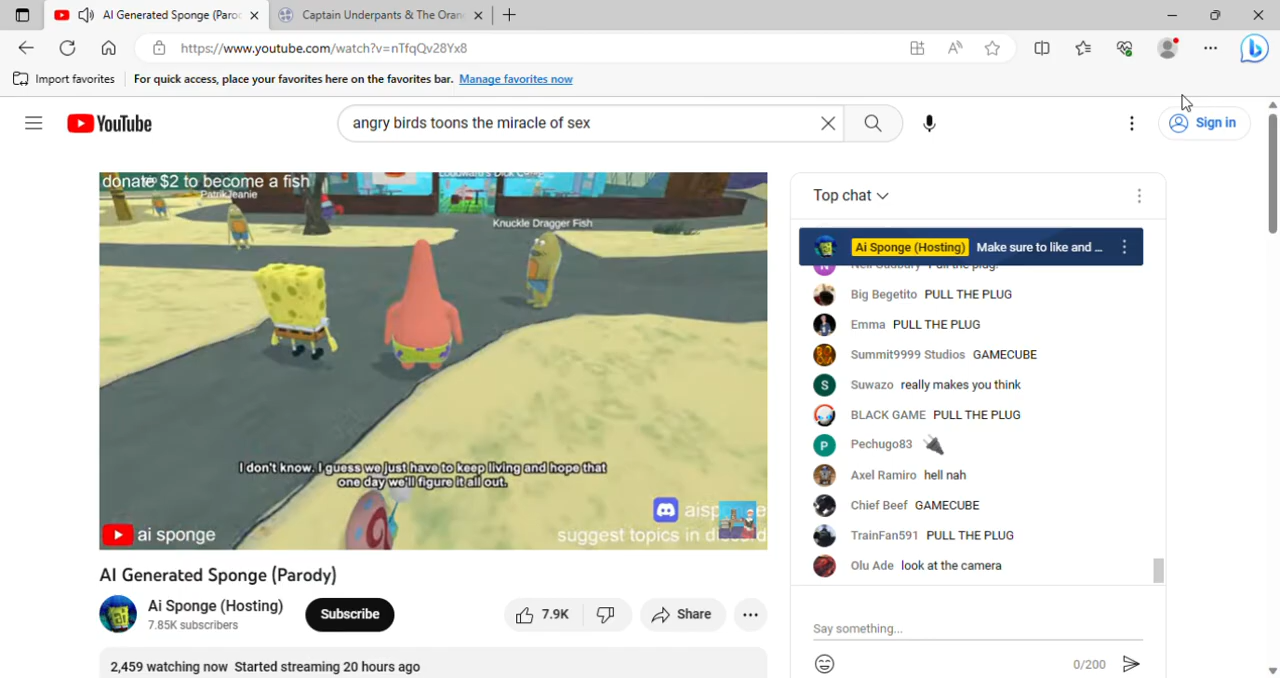 AI Generated Sponge (Paro
Captain Underpants & The Oran
https://www.youtube.com/watch?v=nTfqQv28Yx8
Import favorites
For quick access, place your favorites here on the favorites bar. Manage favorites now
YouTube
angry birds toons the miracle of sex
Sign in
donate $2 to become a fish
PatrikJeanie
Knuckle Dragger Fish
I don't know. I guess we just have to keep living and hope that
one day we'll figure it all out.
ai sponge
suggest topics in
Top chat
Ai Sponge (Hosting) Make sure to like and ...
Big Begetito PULL THE PLUG
Emma PULL THE PLUG
Summit9999 Studios GAMECUBE
S
Suwazo really makes you think
BLACK GAME PULL THE PLUG
P
Pechugo83
Axel Ramiro hell nah
Chief Beef GAMECUBE
TrainFan591 PULL THE PLUG
Olu Ade look at the camera
Say something...
0/200
AI Generated Sponge (Parody)
ai
Ai Sponge (Hosting)
7.85K subscribers
Subscribe
7.9K
Share
2,459 watching now Started streaming 20 hours ago